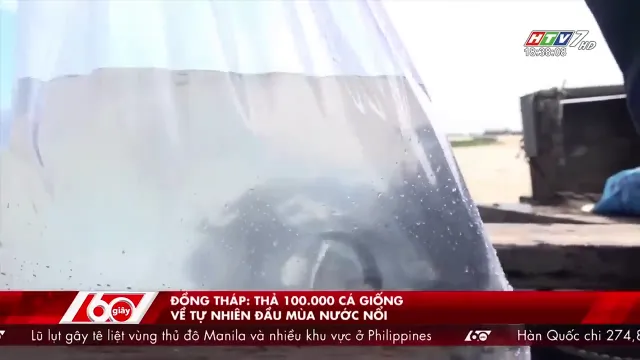 HTV7 HD
18:38:08
60 giây
ĐỒNG THÁP: THẢ 100.000 CÁ GIỐNG
VỀ TỰ NHIÊN ĐẦU MÙA NƯỚC NỔI
Lũ lụt gây tê liệt vùng thủ đô Manila và nhiều khu vực ở Philippines
Hàn Quốc chi 274,8